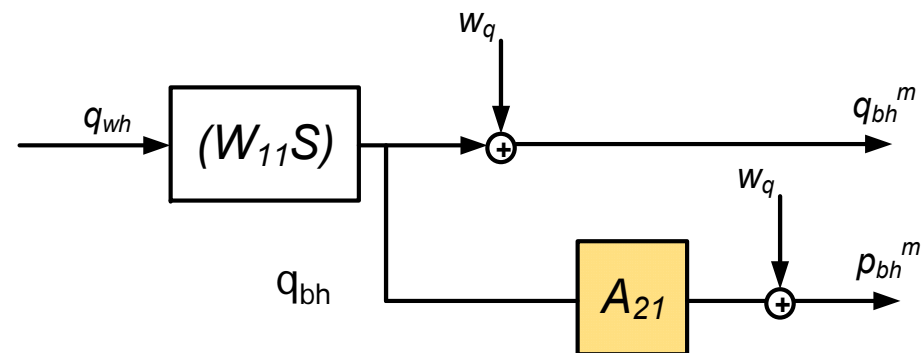 w_q
q_wh
(W_11 S)
+
q_bh^m
w_q
q_bh
A_21
+
p_bh^m